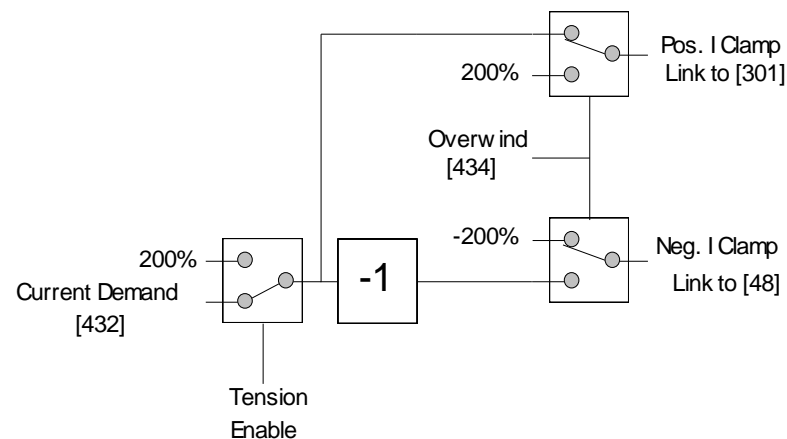 Pos. I Clamp
Link to [301]
200%
Overwind
[434]
-200%
Neg. I Clamp
Link to [48]
200%
Current Demand
[432]
-1
Tension
Enable